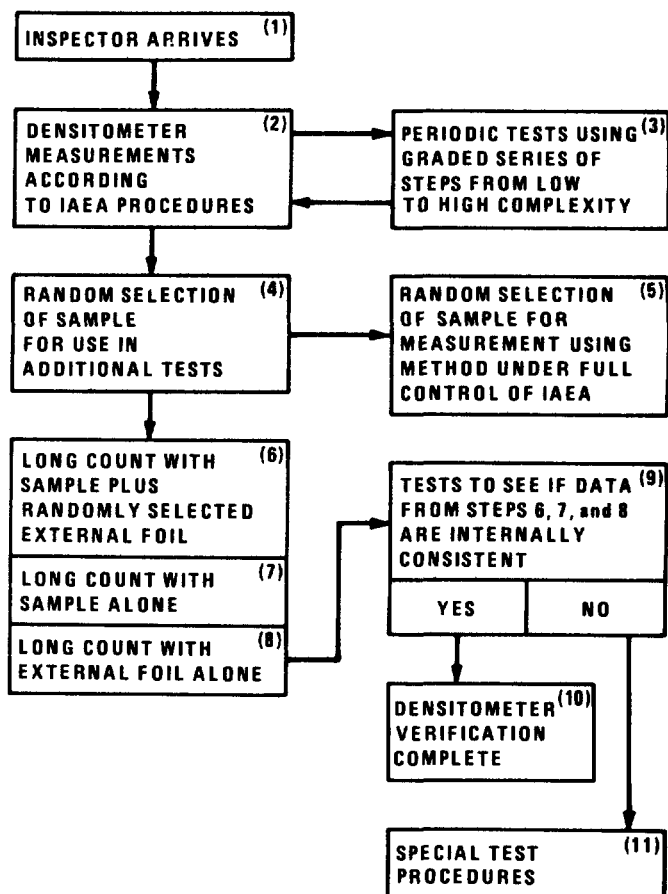 INSPECTOR ARRIVES (1)
DENSITOMETER (2)
MEASUREMENTS
ACCORDING
TO IAEA PROCEDURES
PERIODIC TESTS USING (3)
GRADED SERIES OF
STEPS FROM LOW
TO HIGH COMPLEXITY
RANDOM SELECTION (4)
OF SAMPLE
FOR USE IN
ADDITIONAL TESTS
RANDOM SELECTION (5)
OF SAMPLE FOR
MEASUREMENT USING
METHOD UNDER FULL
CONTROL OF IAEA
LONG COUNT WITH (6)
SAMPLE PLUS
RANDOMLY SELECTED
EXTERNAL FOIL
LONG COUNT WITH (7)
SAMPLE ALONE
LONG COUNT WITH (8)
EXTERNAL FOIL ALONE
TESTS TO SEE IF DATA (9)
FROM STEPS 6, 7, and 8
ARE INTERNALLY
CONSISTENT
YES NO
DENSITOMETER (10)
VERIFICATION
COMPLETE
SPECIAL TEST (11)
PROCEDURES